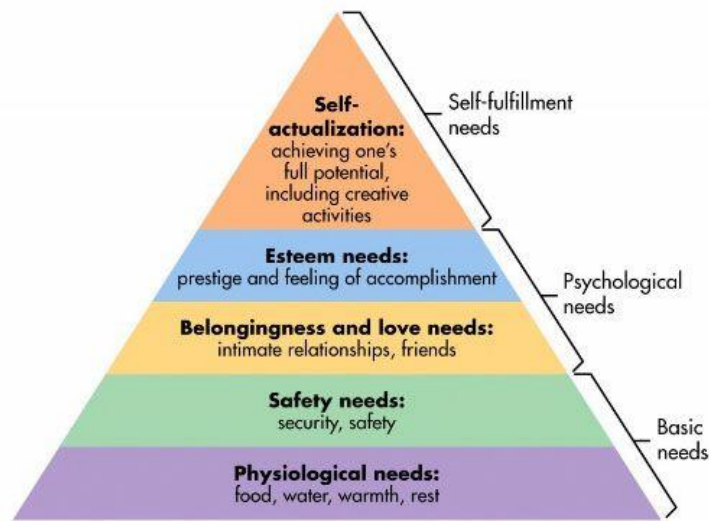 Self-
actualization:
achieving one's
full potential,
including creative
activities
Self-fulfillment
needs
Esteem needs:
prestige and feeling of accomplishment
Belongingness and love needs:
intimate relationships, friends
Psychological
needs
Safety needs:
security, safety
Physiological needs:
food, water, warmth, rest
Basic
needs